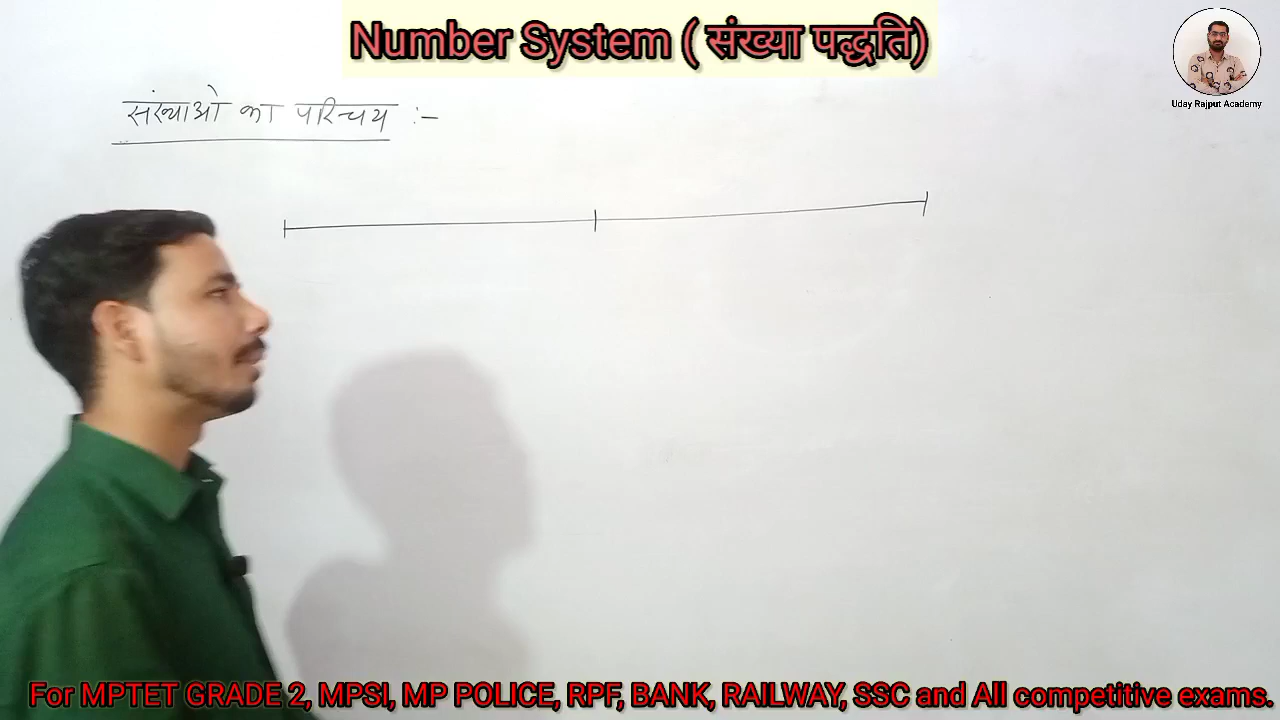 Number System ( संख्या पद्धति)
Uday Rajput Academy
संख्याओ का परिचय :-
For MPTET GRADE 2, MPSI, MP POLICE, RPF, BANK, RAILWAY, SSC and All competitive exams.